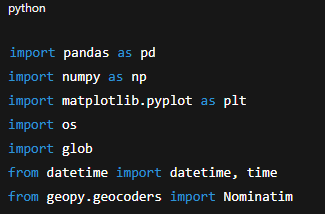 python
import pandas as pd
import numpy as np
import matplotlib.pyplot as plt
import os
import glob
from datetime import datetime, time
from geopy.geocoders import Nominatim